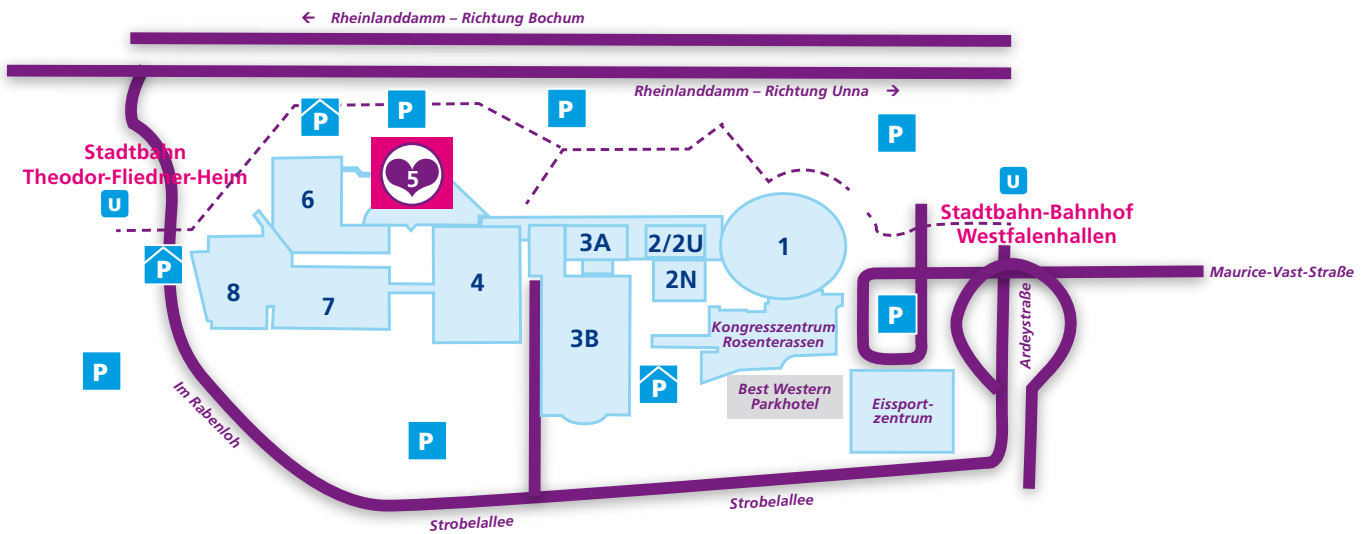 ← Rheinlanddamm – Richtung Bochum
Rheinlanddamm – Richtung Unna →
P
P
P
P
Stadtbahn
Theodor-Fliedner-Heim
U
U
Stadtbahn-Bahnhof
Westfalenhallen
5
6
3A
2/2U
1
P
8
7
4
2N
3B
Maurice-Vast-Straße
P
Kongresszentrum
Rosenterassen
Ardeystraße
P
Im Rabenloh
P
Best Western
Parkhotel
Eissport-
zentrum
P
Strobelallee
Strobelallee